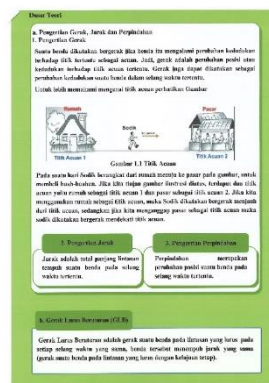 Dasar Teori
a. Pengertian Gerak, Jarak dan Perpindahan
1. Pengertian Gerak
Suatu benda dikatakan bergerak jika benda itu mengalami perubahan kedudukan
terhadap titik tertentu sebagai acuan. Jadi, gerak adalah perubahan posisi atau
kedudukan terhadap titik acuan tertentu. Gerak juga dapat dikatakan sebagai
perubahan kedudukan suatu benda dalam selang waktu tertentu.
Untuk lebih memahami mengenai titik acuan perhatikan Gambar
Rumah
Pasar
Sodik
Titik Acuan 1
Titik Acuan 2
Gambar 1.1 Titik Acuan
Pada suatu hari Sodik berangkat dari rumah menuju ke pasar pada gambar, untuk
membeli buah-buahan. Jika kita tinjau gambar ilustrasi diatas, terdapat dua titik
acuan yaitu rumah sebagai titik acuan 1 dan pasar sebagai titik acuan 2. Jika kita
menggunakan rumah sebagai titik acuan, maka Sodik dikatakan bergerak menjauh
dari titik acuan, sedangkan jika kita menganggap pasar sebagai titik acuan maka
sodik dikatakan bergerak mendekati titik acuan.
2. Pengertian Jarak
Jarak adalah total panjang lintasan
tempuh suatu benda pada selang
waktu tertentu.
3. Pengertian Perpindahan
Perpindahan merupakan
perubahan posisi suatu benda pada
selang waktu tertentu.
b. Gerak Lurus Beraturan (GLB)
Gerak Lurus Beraturan adalah gerak suatu benda pada lintasan yang lurus pada
setiap selang waktu yang sama, benda tersebut menempuh jarak yang sama
(gerak suatu benda pada lintasan yang lurus dengan kelajuan tetap).